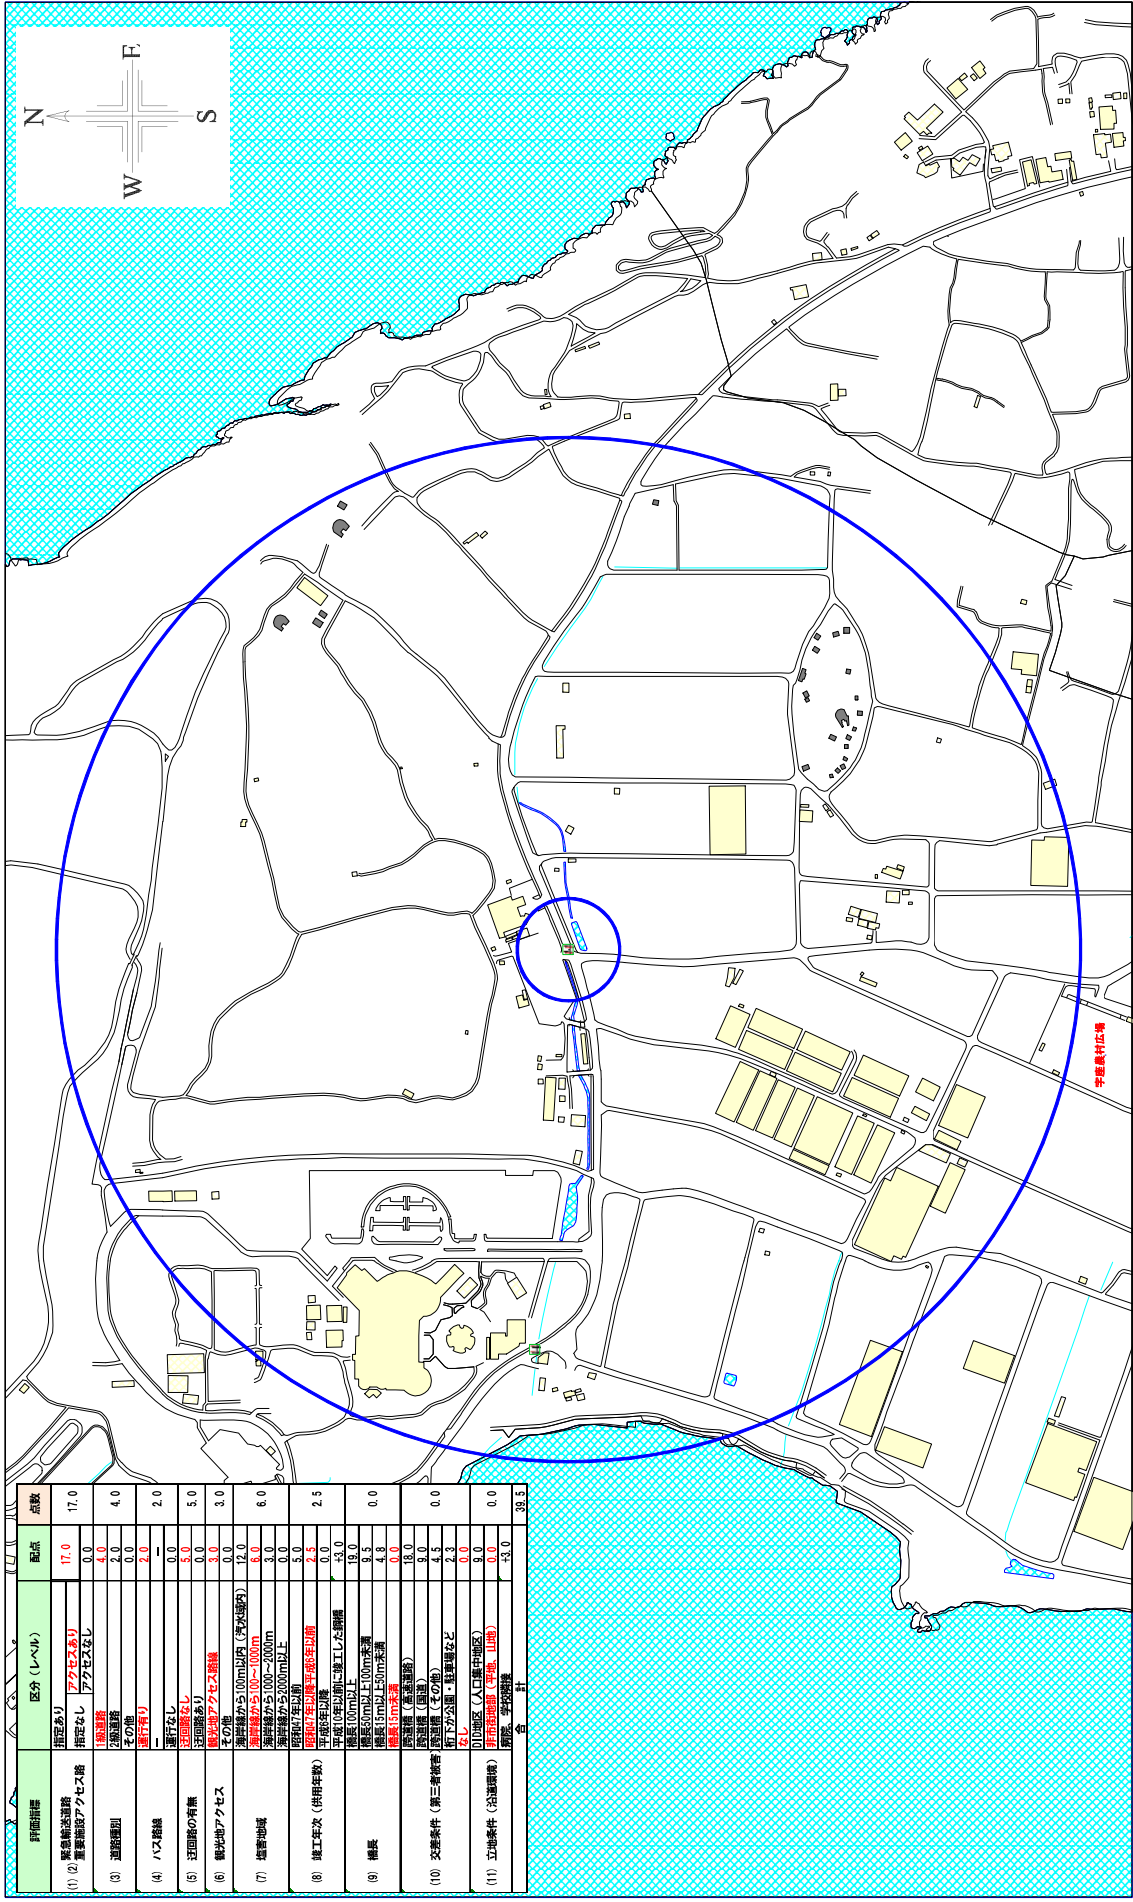 N
E
S
W
宇座農村広場
評価指標 区分（レベル） 配点 点数
(1) 緊急輸送道路 指定あり 17.0 17.0
(2) 重要施設アクセス路 指定なし アクセスあり
アクセスなし 0.0
(3) 道路種別 1級道路 4.0 4.0
2級道路 2.0
その他 0.0
(4) バス路線 運行有り 2.0 2.0
－ －
運行なし 0.0
(5) 迂回路の有無 迂回路なし 5.0 5.0
迂回路あり 0.0
(6) 観光地アクセス 観光地アクセス路線 3.0 3.0
その他 0.0
(7) 塩害地域 海岸線から100m以内（汽水域内） 12.0 6.0
海岸線から100～1000m 6.0
海岸線から1000～2000m 3.0
海岸線から2000m以上 0.0
(8) 竣工年次（供用年数） 昭和47年以前 5.0 2.5
昭和47年以降平成6年以前 2.5
平成6年以降 0.0
平成10年以前に竣工した鋼橋 +3.0
(9) 橋長 橋長100m以上 19.0 0.0
橋長50m以上100m未満 9.5
橋長15m以上50m未満 4.8
橋長15m未満 0.0
(10) 交差条件（第三者被害） 跨道橋（高速道路） 18.0 0.0
跨道橋（国道） 9.0
跨道橋（その他） 4.5
桁下が公園・駐車場など 2.3
なし 0.0
(11) 立地条件（沿道環境） DID地区（人口集中地区） 9.0 0.0
非市街地部（平地、山地） 0.0
病院、学校隣接 +3.0
合 計 39.5